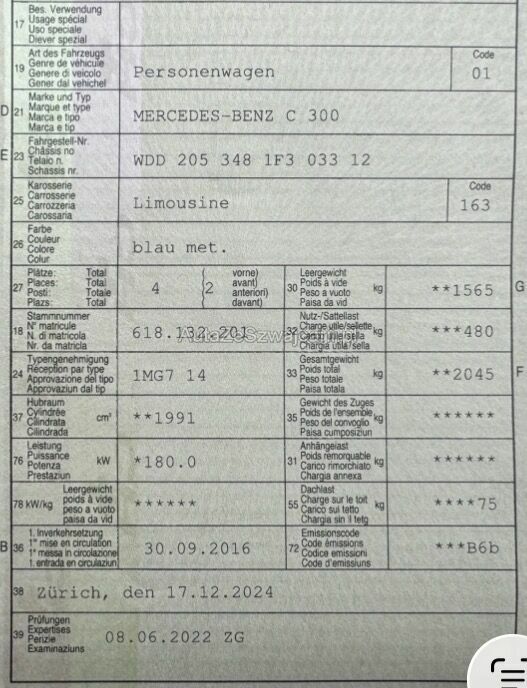 17 Bes. Verwendung
Usage spécial
Uso speciale
Diever spezial
19 Art des Fahrzeugs
Genre de véhicule
Genere di veicolo
Gener dal vehichel
Personenwagen
Code
01
D 21 Marke und Typ
Marque et type
Marca e tipo
Marca e tip
MERCEDES-BENZ C 300
E 23 Fahrgestell-Nr.
Châssis no
Telaio n.
Schassis nr.
WDD 205 348 1F3 033 12
25 Karosserie
Carrosserie
Carrozzeria
Carossaria
Limousine
Code
163
26 Farbe
Couleur
Colore
Colur
blau met.
27 Plätze: Total
Places: Total
Posti: Totale
Plazs: Total
4
2
vorne)
avant)
anteriori)
davant)
30 Leergewicht
Poids à vide
Peso a vuoto
Paisa da vid
kg
**1565
G
18 Stammnummer
N° matricule
N. di matricola
Nr. da matricla
618.132.201
32 Nutz-/Sattellast
Charge utile/sellette
Carico utile/sella
Chargia utila/sella
kg
***480
24 Typengenehmigung
Réception par type
Approvazione del tipo
Approvaziun dal tip
1MG7 14
33 Gesamtgewicht
Poids total
Peso totale
Paisa totala
kg
**2045
F
37 Hubraum
Cylindrée
Cilindrata
Cilindrada
cm³
**1991
35 Gewicht des Zuges
Poids de l'ensemble
Peso del convoglio
Paisa cumposiziun
kg
******
76 Leistung
Puissance
Potenza
Prestaziun
kW
*180.0
31 Anhängelast
Poids remorquable
Carico rimorchiato
Chargia annexa
kg
******
78 kW/kg
Leergewicht
poids à vide
peso a vuoto
paisa da vid
******
55 Dachlast
Charge sur le toit
Carico sul tetto
Chargia sin il tetg
kg
****75
B 36 1. Inverkehrsetzung
1re mise en circulation
1a messa in circolazione
1. entrada en circulaziun
30.09.2016
72 Emissionscode
Code émissions
Codice emissioni
Code d'emissiuns
***B6b
38 Zürich, den 17.12.2024
39 Prüfungen
Expertises
Perizie
Examinaziuns
08.06.2022 ZG